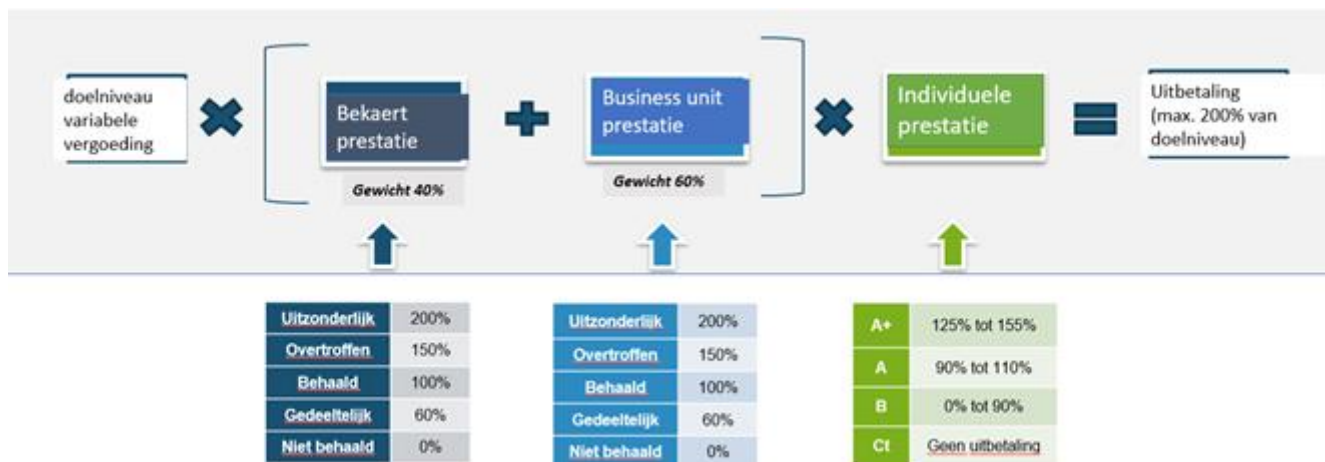 doelniveau
variabele
vergoeding
Bekaert
prestatie
Gewicht 40%
Business unit
prestatie
Gewicht 60%
Individuele
prestatie
Uitbetaling
(max. 200% van
doelniveau)
Uitzonderlijk 200%
Overtroffen 150%
Behaald 100%
Gedeeltelijk 60%
Niet behaald 0%
Uitzonderlijk 200%
Overtroffen 150%
Behaald 100%
Gedeeltelijk 60%
Niet behaald 0%
A+ 125% tot 155%
A 90% tot 110%
B 0% tot 90%
Ct Geen uitbetaling